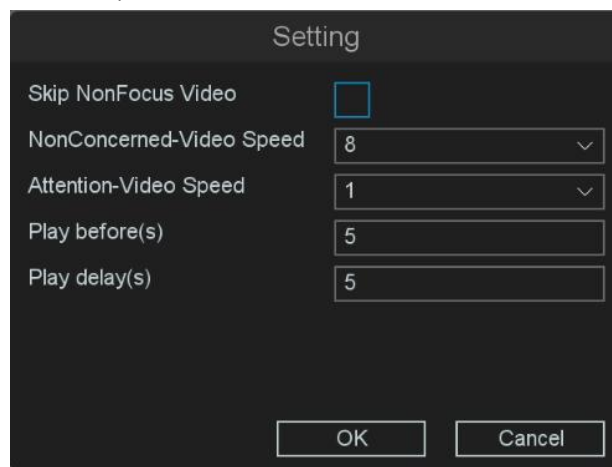 Setting
Skip NonFocus Video
NonConcerned-Video Speed 8
Attention-Video Speed 1
Play before(s) 5
Play delay(s) 5
OK Cancel